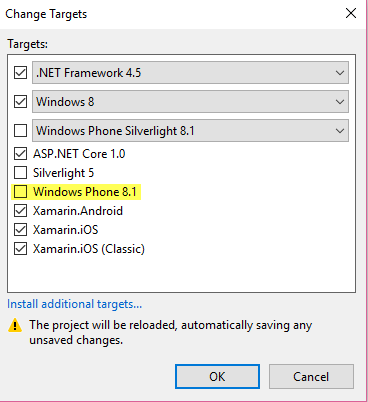 Change Targets
Targets:
.NET Framework 4.5
Windows 8
Windows Phone Silverlight 8.1
ASP.NET Core 1.0
Silverlight 5
Windows Phone 8.1
Xamarin.Android
Xamarin.iOS
Xamarin.iOS (Classic)
Install additional targets...
The project will be reloaded, automatically saving any
unsaved changes.
OK Cancel